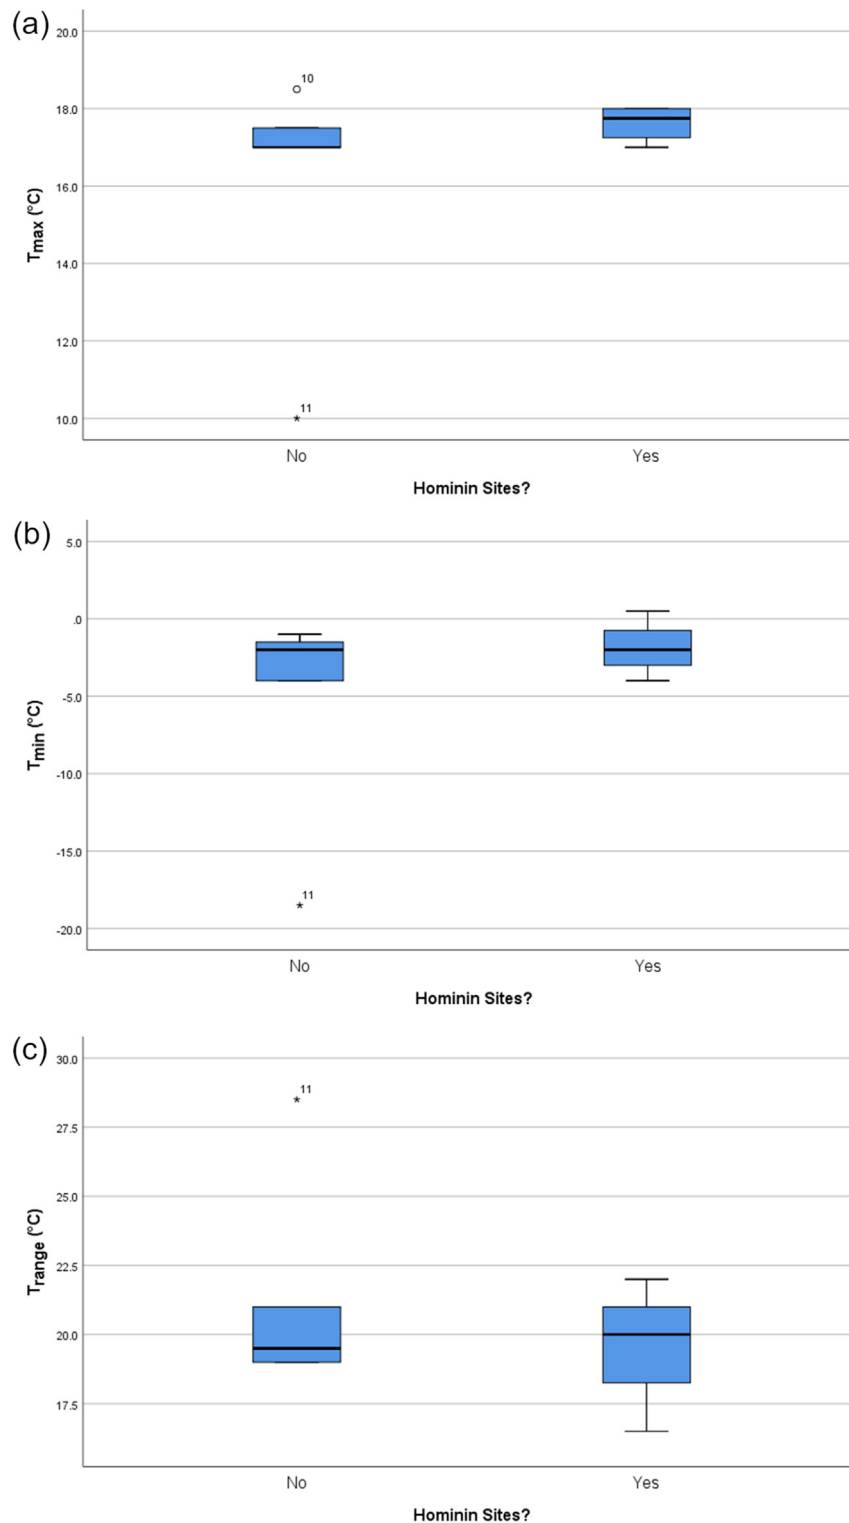 (a)
20.0
18.0
16.0
14.0
12.0
10.0
Tmax (°C)
10
11
No Yes
Hominin Sites?
(b)
5.0
.0
-5.0
-10.0
-15.0
-20.0
Tmin (°C)
11
No Yes
Hominin Sites?
(c)
30.0
27.5
25.0
22.5
20.0
17.5
Trange (°C)
11
No Yes
Hominin Sites?